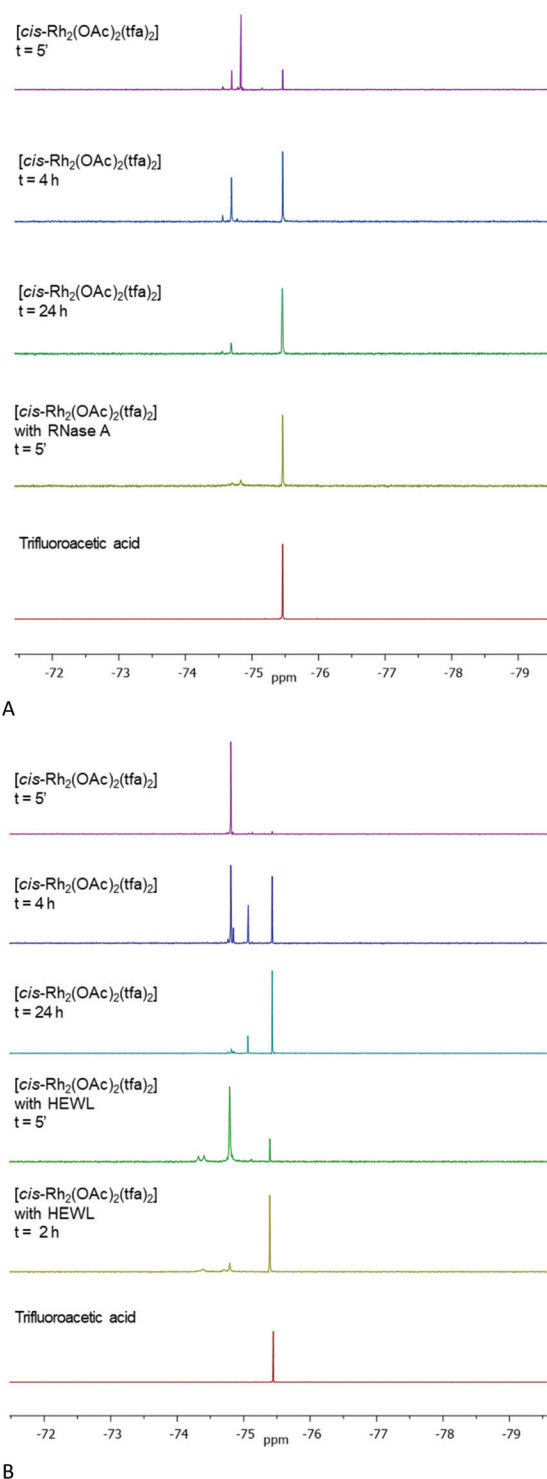 [cis-Rh₂(OAc)₂(tfa)₂]
t = 5'
[cis-Rh₂(OAc)₂(tfa)₂]
t = 4 h
[cis-Rh₂(OAc)₂(tfa)₂]
t = 24 h
[cis-Rh₂(OAc)₂(tfa)₂]
with RNase A
t = 5'
Trifluoroacetic acid
-72 -73 -74 -75 -76 -77 -78 -79
ppm
A
[cis-Rh₂(OAc)₂(tfa)₂]
t = 5'
[cis-Rh₂(OAc)₂(tfa)₂]
t = 4 h
[cis-Rh₂(OAc)₂(tfa)₂]
t = 24 h
[cis-Rh₂(OAc)₂(tfa)₂]
with HEWL
t = 5'
[cis-Rh₂(OAc)₂(tfa)₂]
with HEWL
t = 2 h
Trifluoroacetic acid
-72 -73 -74 -75 -76 -77 -78 -79
ppm
B